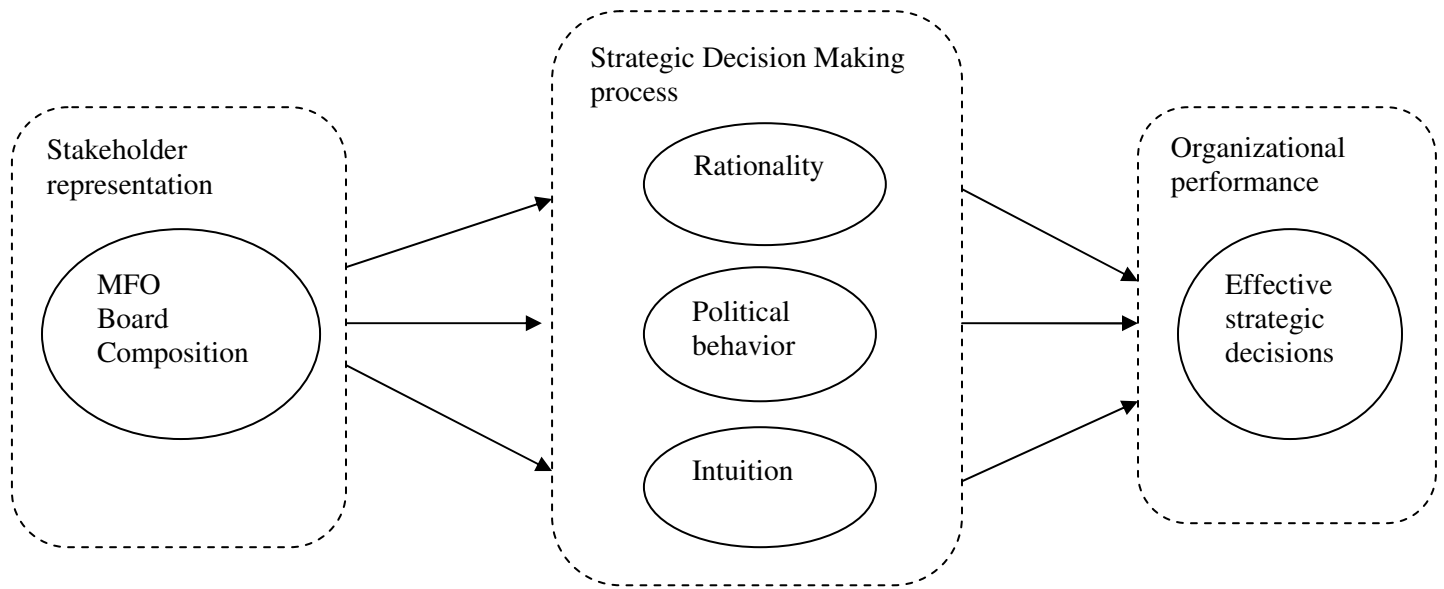 Stakeholder
representation
MFO
Board
Composition
Strategic Decision Making
process
Rationality
Political
behavior
Intuition
Organizational
performance
Effective
strategic
decisions